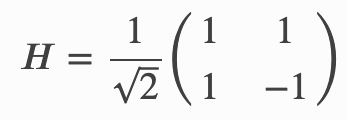 H = 1/√2 ( 1 1
1 −1 )